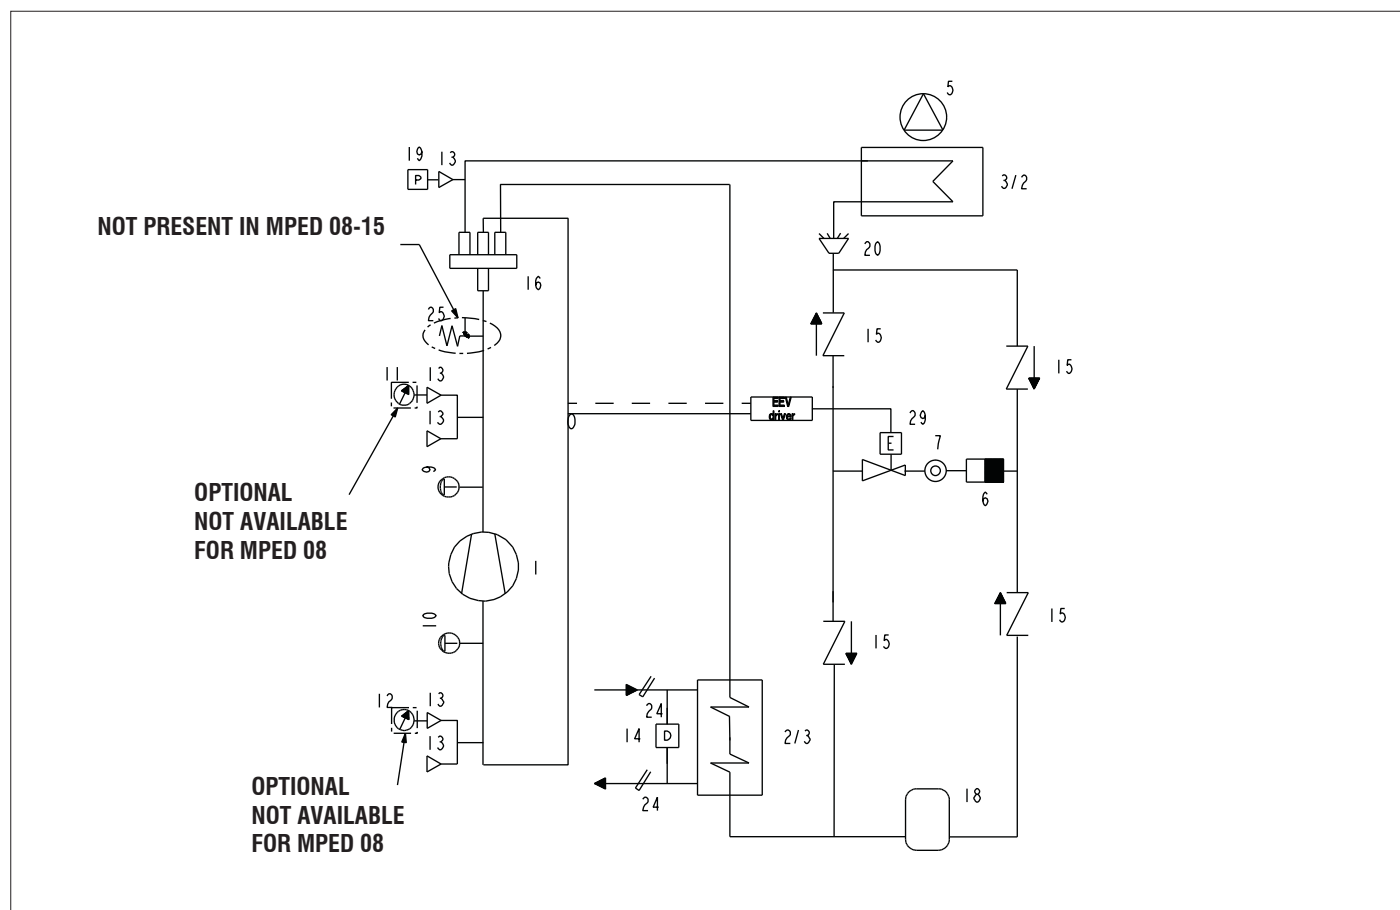 5
19
13
P
3/2
NOT PRESENT IN MPED 08-15
20
16
25
15
15
11
13
13
EEV
driver
29
7
E
9
6
OPTIONAL
NOT AVAILABLE
FOR MPED 08
1
10
15
15
12
13
13
24
14
D
2/3
24
18
OPTIONAL
NOT AVAILABLE
FOR MPED 08